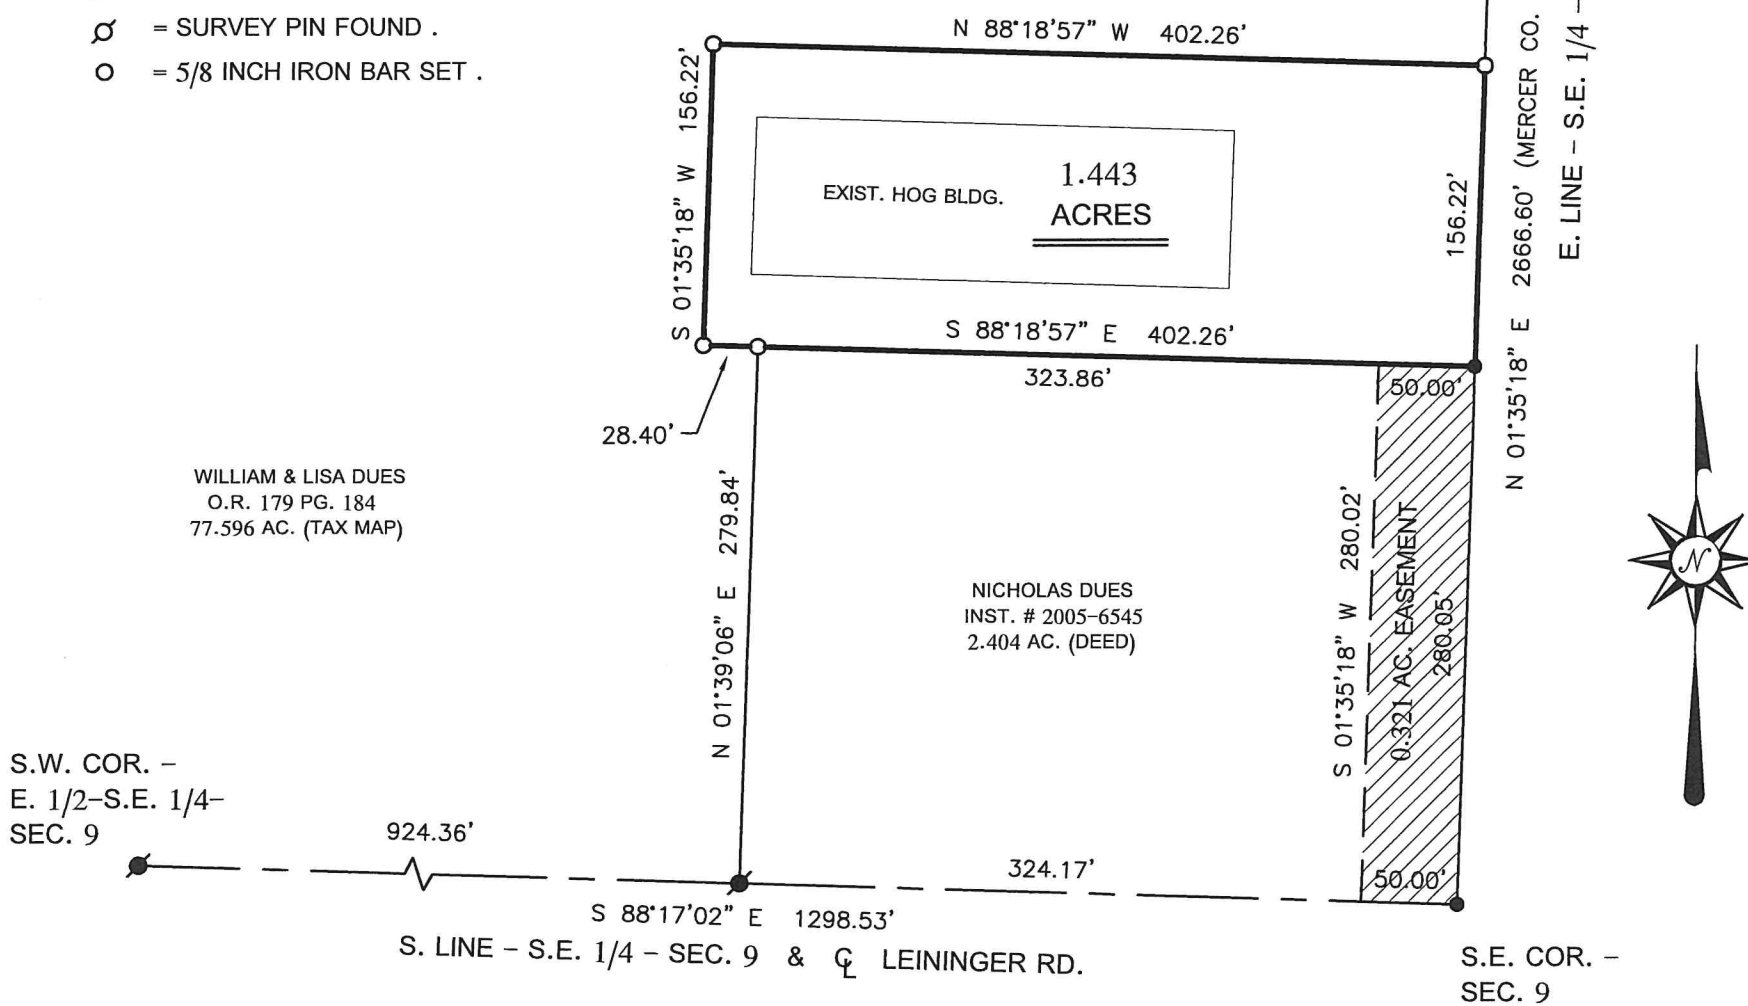 = SURVEY PIN FOUND .
= 5/8 INCH IRON BAR SET .
N 88°18'57" W 402.26'
S 01°35'18" W 156.22'
EXIST. HOG BLDG.
1.443
ACRES
156.22'
N 01°35'18" E 2666.60' (MERCER CO.
E. LINE - S.E. 1/4 -
S 88°18'57" E 402.26'
323.86'
50.00'
28.40'
WILLIAM & LISA DUES
O.R. 179 PG. 184
77.596 AC. (TAX MAP)
N 01°39'06" E 279.84'
NICHOLAS DUES
INST. # 2005-6545
2.404 AC. (DEED)
S 01°35'18" W 280.02'
0.321 AC. EASEMENT
280.05'
N
S.W. COR. -
E. 1/2-S.E. 1/4-
SEC. 9
924.36'
324.17'
50.00'
S 88°17'02" E 1298.53'
S. LINE - S.E. 1/4 - SEC. 9 & ℄ LEININGER RD.
S.E. COR. -
SEC. 9